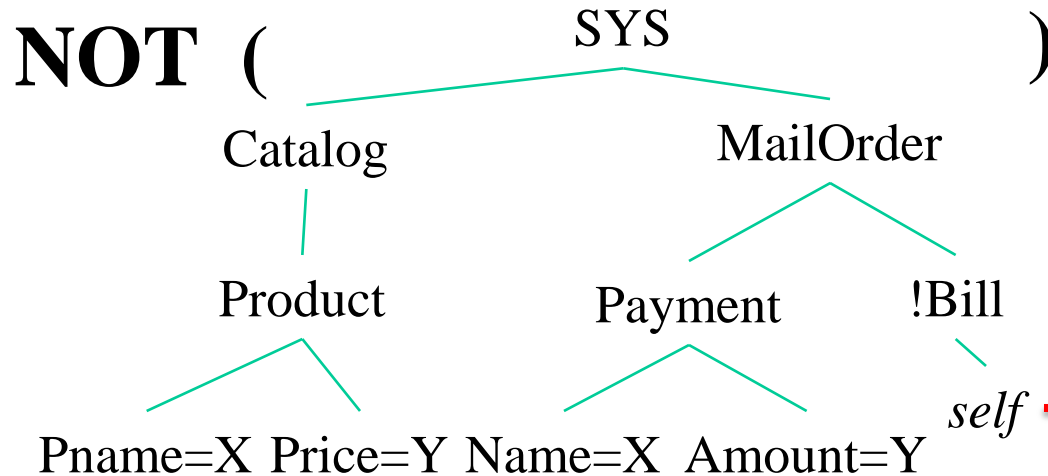 NOT ( SYS )
Catalog MailOrder
Product Payment !Bill
self
Pname=X Price=Y Name=X Amount=Y